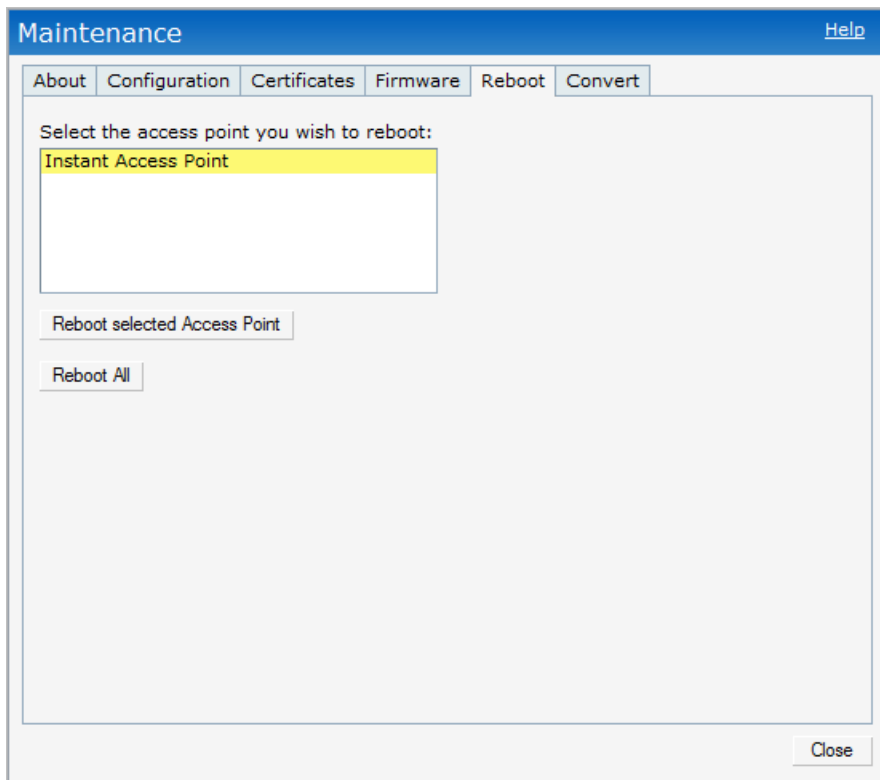 Maintenance
Help
About Configuration Certificates Firmware Reboot Convert
Select the access point you wish to reboot:
Instant Access Point
Reboot selected Access Point
Reboot All
Close